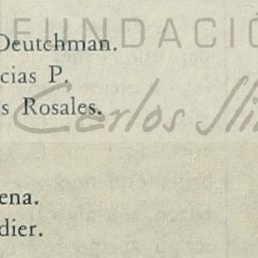 FUNDACIÓ
Deutchman.
cias P.
s Rosales.
Carlos Sli
ena.
dier.